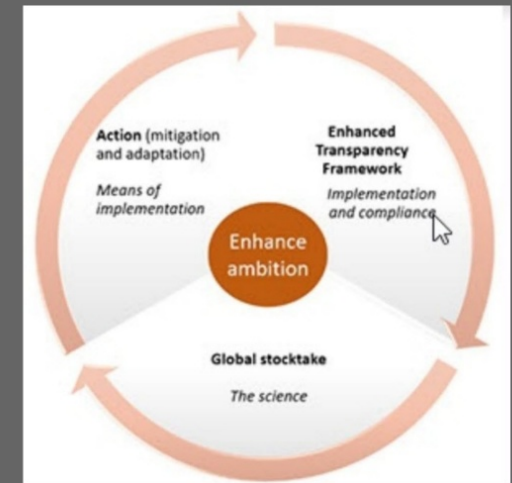 Action (mitigation
and adaptation)
Means of
implementation
Enhanced
Transparency
Framework
Implementation
and compliance
Enhance
ambition
Global stocktake
The science